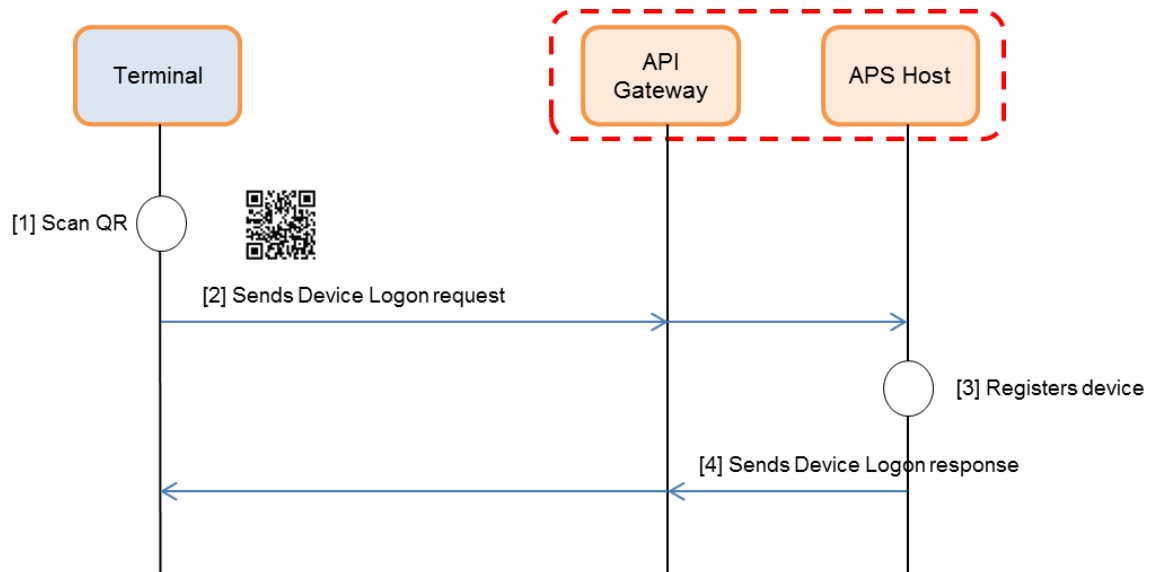 Terminal
API
Gateway
APS Host
[1] Scan QR
[2] Sends Device Logon request
[3] Registers device
[4] Sends Device Logon response